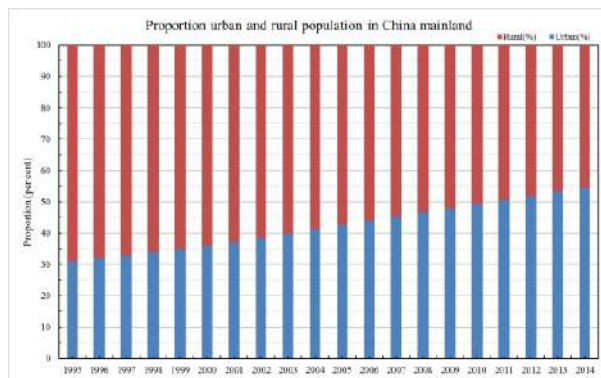 Proportion urban and rural population in China mainland
Rural(%) Urban(%)
100
90
80
70
60
50
40
30
20
10
0
Proportion (per cent)
1995 1996 1997 1998 1999 2000 2001 2002 2003 2004 2005 2006 2007 2008 2009 2010 2011 2012 2013 2014